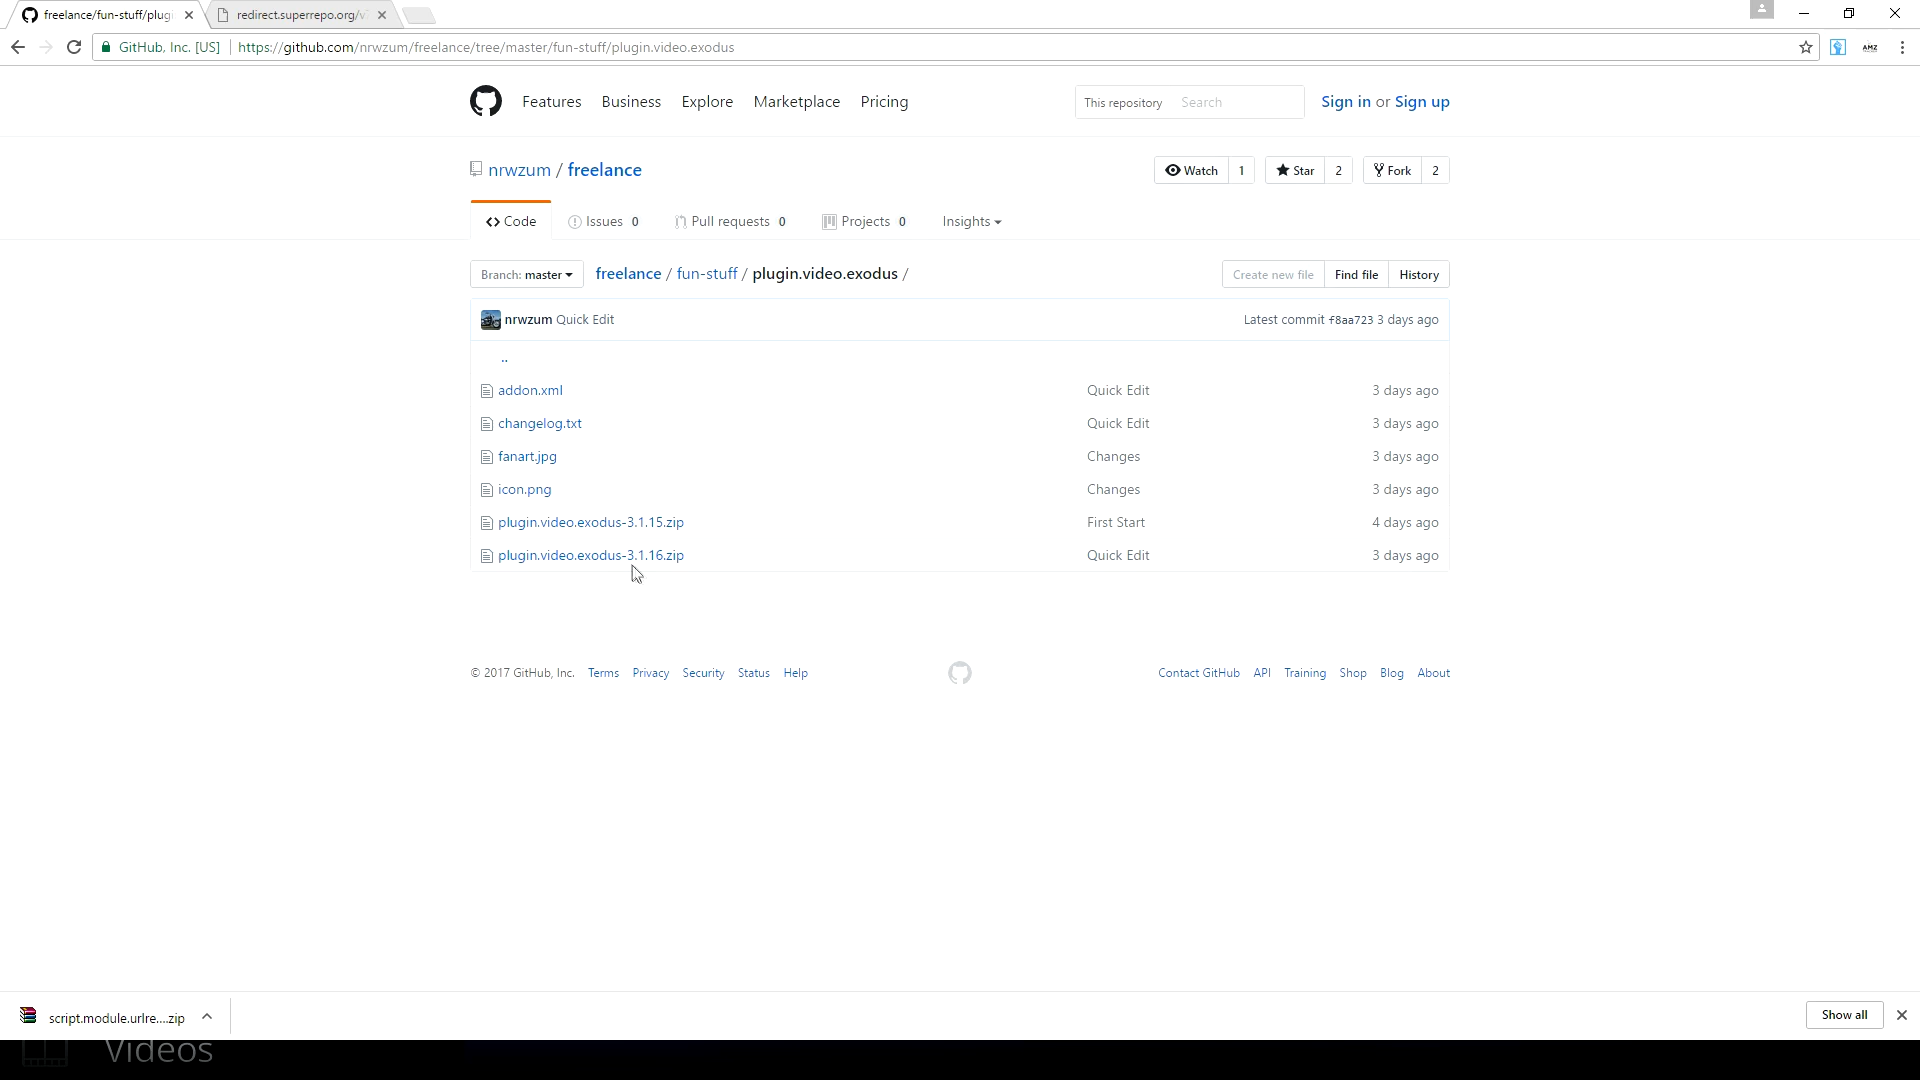 freelance/fun-stuff/plug
redirect.superrepo.org/v
GitHub, Inc. [US] https://github.com/nrwzum/freelance/tree/master/fun-stuff/plugin.video.exodus
AMZ
Features Business Explore Marketplace Pricing This repository Search Sign in or Sign up
nrwzum / freelance Watch 1 Star 2 Fork 2
Code Issues 0 Pull requests 0 Projects 0 Insights
Branch: master freelance / fun-stuff / plugin.video.exodus / Create new file Find file History
nrwzum Quick Edit Latest commit f8aa723 3 days ago
..
addon.xml Quick Edit 3 days ago
changelog.txt Quick Edit 3 days ago
fanart.jpg Changes 3 days ago
icon.png Changes 3 days ago
plugin.video.exodus-3.1.15.zip First Start 4 days ago
plugin.video.exodus-3.1.16.zip Quick Edit 3 days ago
© 2017 GitHub, Inc. Terms Privacy Security Status Help Contact GitHub API Training Shop Blog About
script.module.urlre....zip Show all
Videos